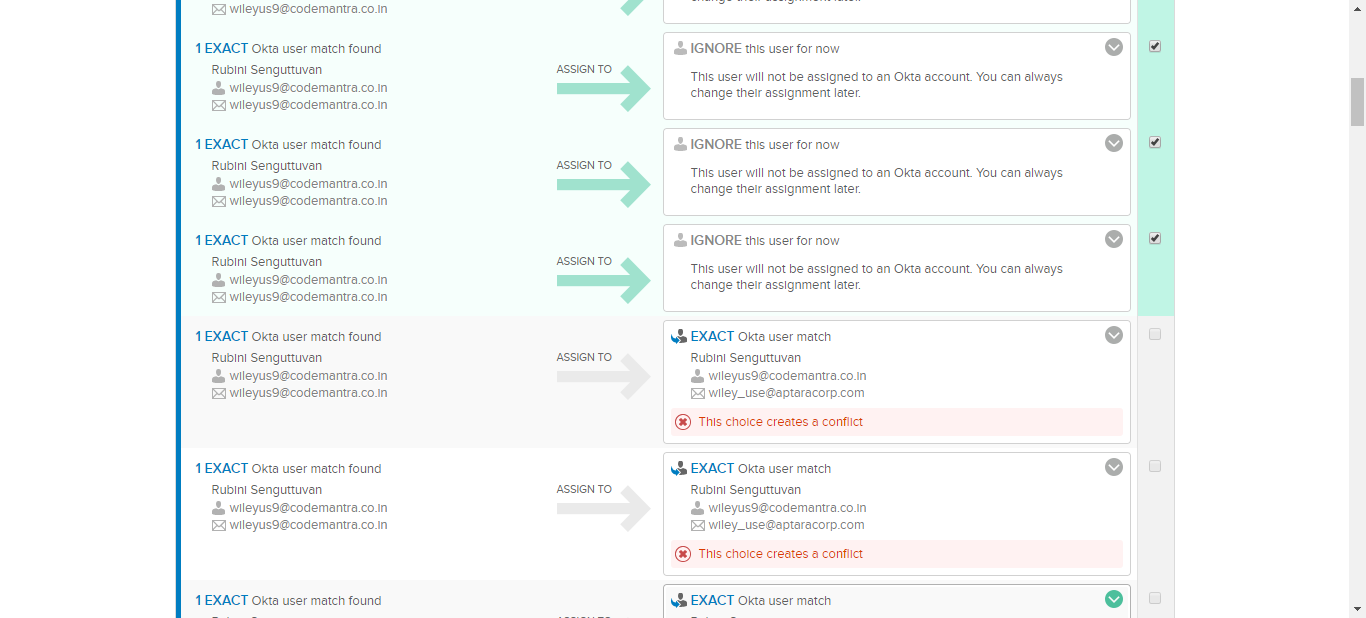 wileyus9@codemantra.co.in
change their assignment later.
1 EXACT Okta user match found
Rubini Senguttuvan
wileyus9@codemantra.co.in
wileyus9@codemantra.co.in
ASSIGN TO
IGNORE this user for now
This user will not be assigned to an Okta account. You can always
change their assignment later.
1 EXACT Okta user match found
Rubini Senguttuvan
wileyus9@codemantra.co.in
wileyus9@codemantra.co.in
ASSIGN TO
IGNORE this user for now
This user will not be assigned to an Okta account. You can always
change their assignment later.
1 EXACT Okta user match found
Rubini Senguttuvan
wileyus9@codemantra.co.in
wileyus9@codemantra.co.in
ASSIGN TO
IGNORE this user for now
This user will not be assigned to an Okta account. You can always
change their assignment later.
1 EXACT Okta user match found
Rubini Senguttuvan
wileyus9@codemantra.co.in
wileyus9@codemantra.co.in
ASSIGN TO
EXACT Okta user match
Rubini Senguttuvan
wileyus9@codemantra.co.in
wiley_use@aptaracorp.com
This choice creates a conflict
1 EXACT Okta user match found
Rubini Senguttuvan
wileyus9@codemantra.co.in
wileyus9@codemantra.co.in
ASSIGN TO
EXACT Okta user match
Rubini Senguttuvan
wileyus9@codemantra.co.in
wiley_use@aptaracorp.com
This choice creates a conflict
1 EXACT Okta user match found
EXACT Okta user match